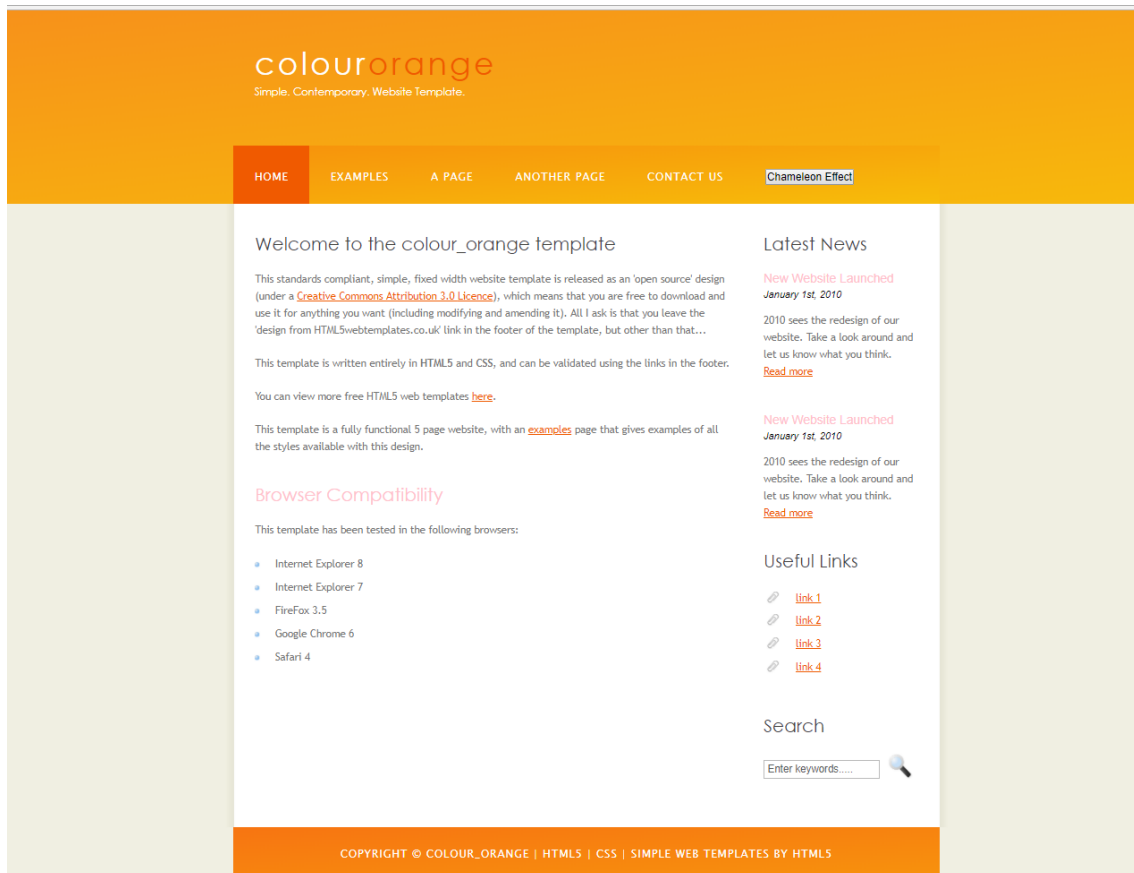 colourorange
Simple. Contemporary. Website Template.
HOME EXAMPLES A PAGE ANOTHER PAGE CONTACT US Chameleon Effect
Welcome to the colour_orange template
This standards compliant, simple, fixed width website template is released as an 'open source' design
(under a Creative Commons Attribution 3.0 Licence), which means that you are free to download and
use it for anything you want (including modifying and amending it). All I ask is that you leave the
'design from HTML5webtemplates.co.uk' link in the footer of the template, but other than that...
This template is written entirely in HTML5 and CSS, and can be validated using the links in the footer.
You can view more free HTML5 web templates here.
This template is a fully functional 5 page website, with an examples page that gives examples of all
the styles available with this design.
Browser Compatibility
This template has been tested in the following browsers:
Internet Explorer 8
Internet Explorer 7
FireFox 3.5
Google Chrome 6
Safari 4
Latest News
New Website Launched
January 1st, 2010
2010 sees the redesign of our
website. Take a look around and
let us know what you think.
Read more
New Website Launched
January 1st, 2010
2010 sees the redesign of our
website. Take a look around and
let us know what you think.
Read more
Useful Links
link 1
link 2
link 3
link 4
Search
Enter keywords.....
COPYRIGHT © COLOUR_ORANGE | HTML5 | CSS | SIMPLE WEB TEMPLATES BY HTML5